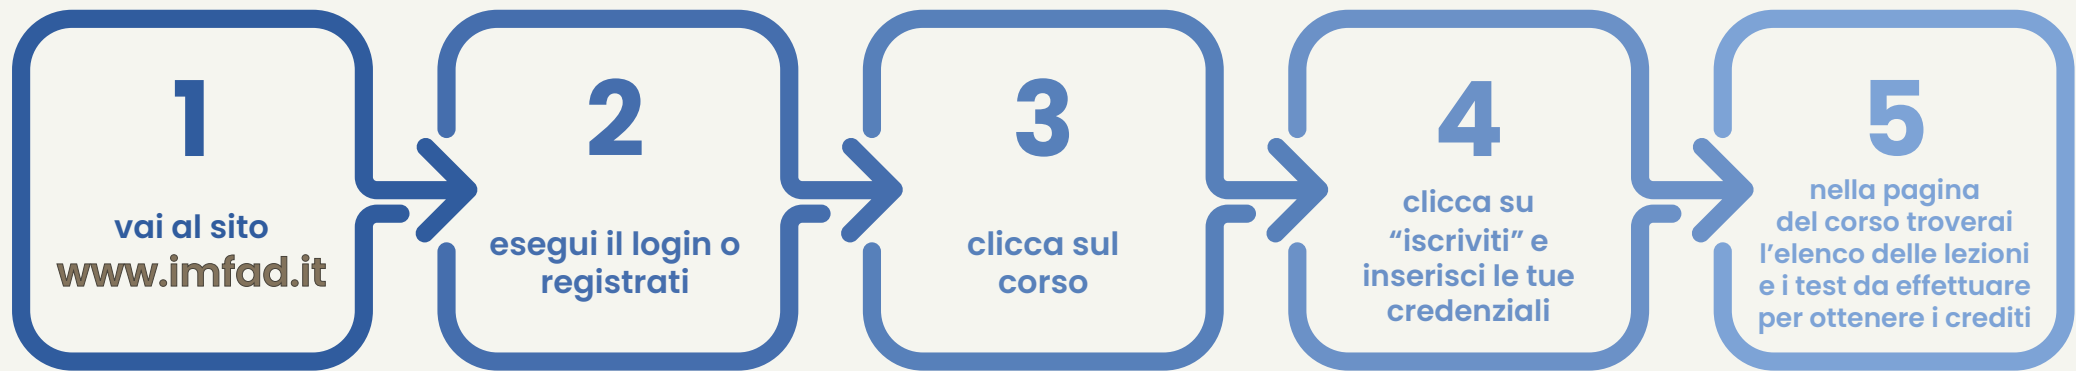 1
vai al sito
www.imfad.it
2
esegui il login o
registrati
3
clicca sul
corso
4
clicca su
“iscriviti” e
inserisci le tue
credenziali
5
nella pagina
del corso troverai
l’elenco delle lezioni
e i test da effettuare
per ottenere i crediti